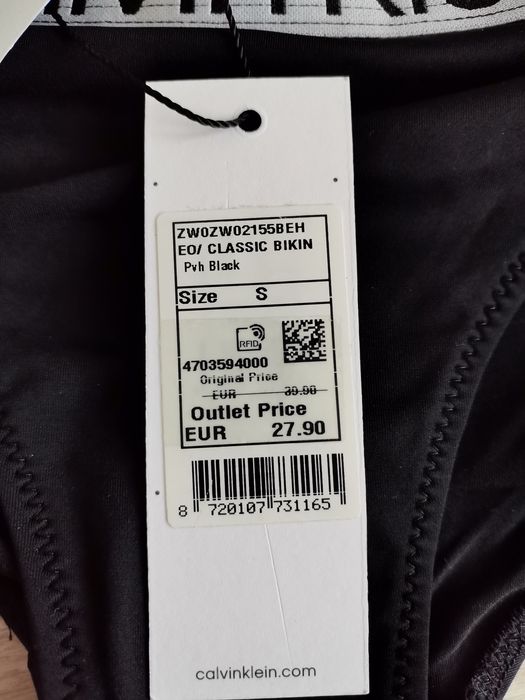 ZW0ZW02155BEH
EO/ CLASSIC BIKIN
Pvh Black
Size S
RFID
4703594000
Original Price
EUR 39.90
Outlet Price
EUR 27.90
8 720107 731165
calvinklein.com